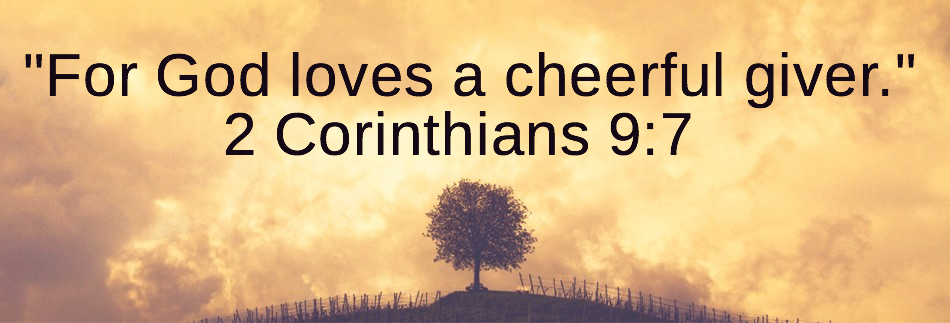 "For God loves a cheerful giver."
2 Corinthians 9:7